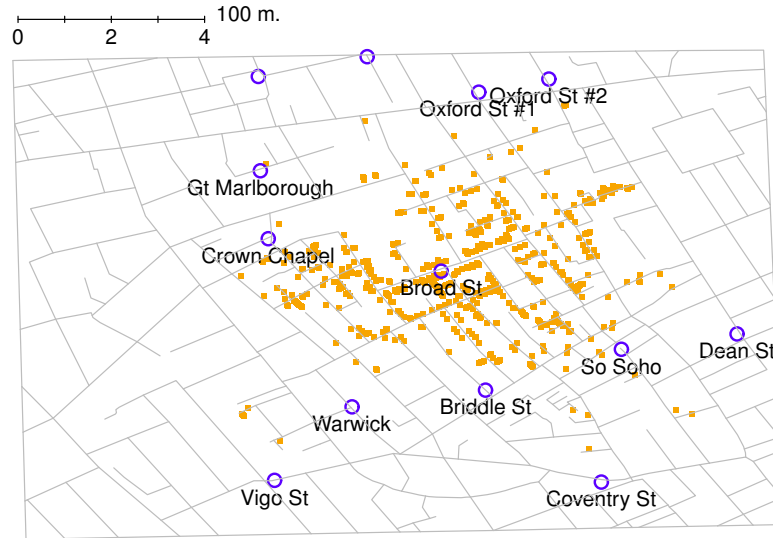 100 m.
0 2 4
Oxford St #2
Oxford St #1
Gt Marlborough
Crown Chapel
Broad St
Dean St
So Soho
Briddle St
Warwick
Vigo St
Coventry St